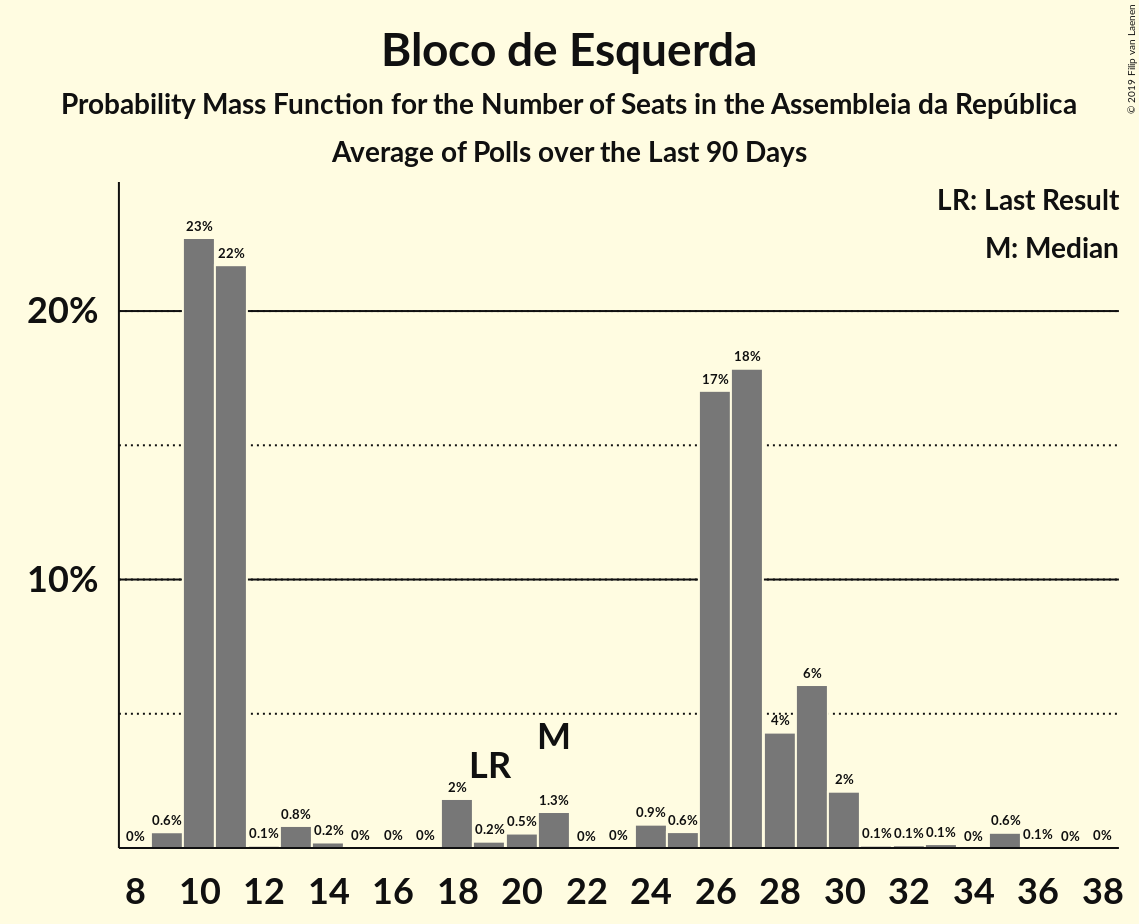 © 2019 Filip van Laenen
Bloco de Esquerda
Probability Mass Function for the Number of Seats in the Assembleia da República
Average of Polls over the Last 90 Days
LR: Last Result
M: Median
20%
10%
0% 0.6% 23% 22% 0.1% 0.8% 0.2% 0% 0% 0% 2% 0.2% 0.5% 1.3% 0% 0% 0.9% 0.6% 17% 18% 4% 6% 2% 0.1% 0.1% 0.1% 0% 0.6% 0.1% 0% 0%
LR M
8 10 12 14 16 18 20 22 24 26 28 30 32 34 36 38